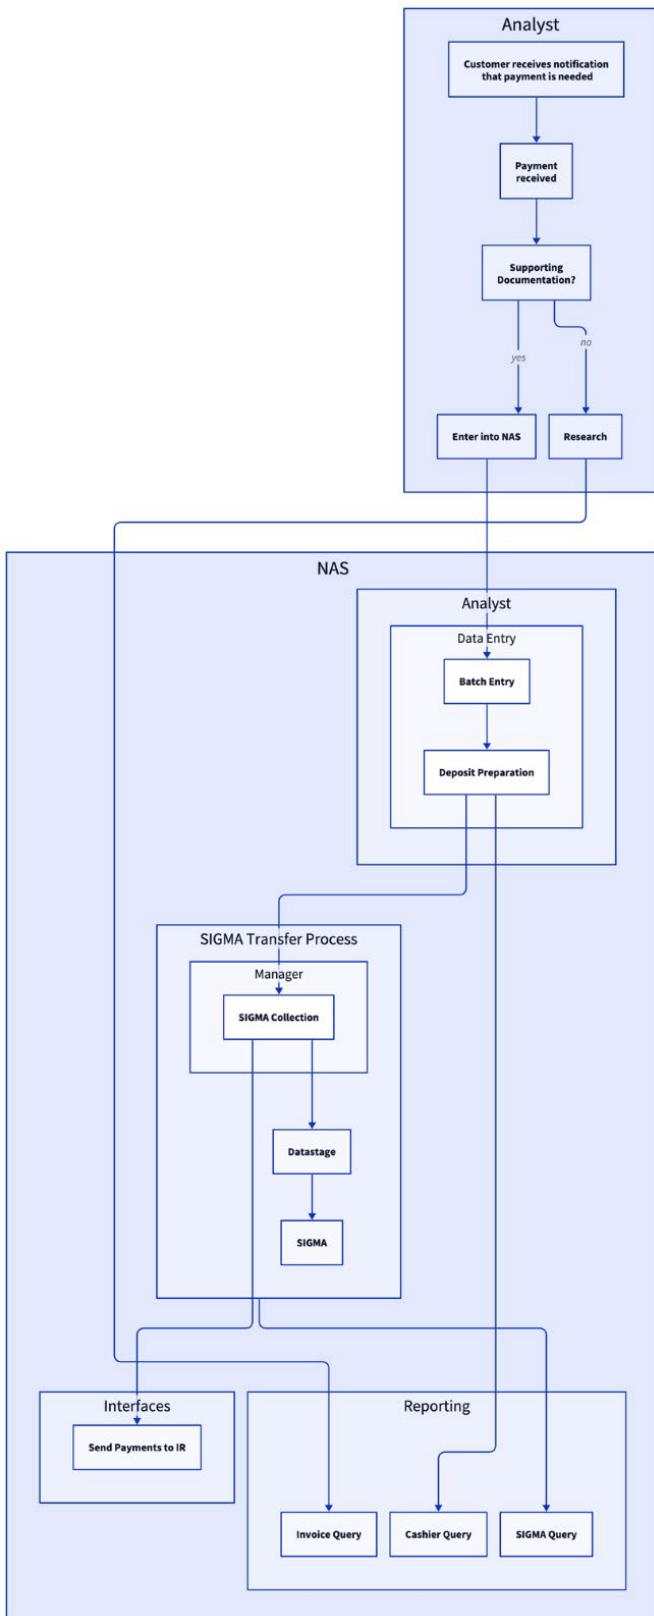 Analyst
Customer receives notification
that payment is needed
Payment
received
Supporting
Documentation?
yes
no
Enter into NAS
Research
NAS
Analyst
Data Entry
Batch Entry
Deposit Preparation
SIGMA Transfer Process
Manager
SIGMA Collection
Datastage
SIGMA
Interfaces
Reporting
Send Payments to IR
Invoice Query
Cashier Query
SIGMA Query